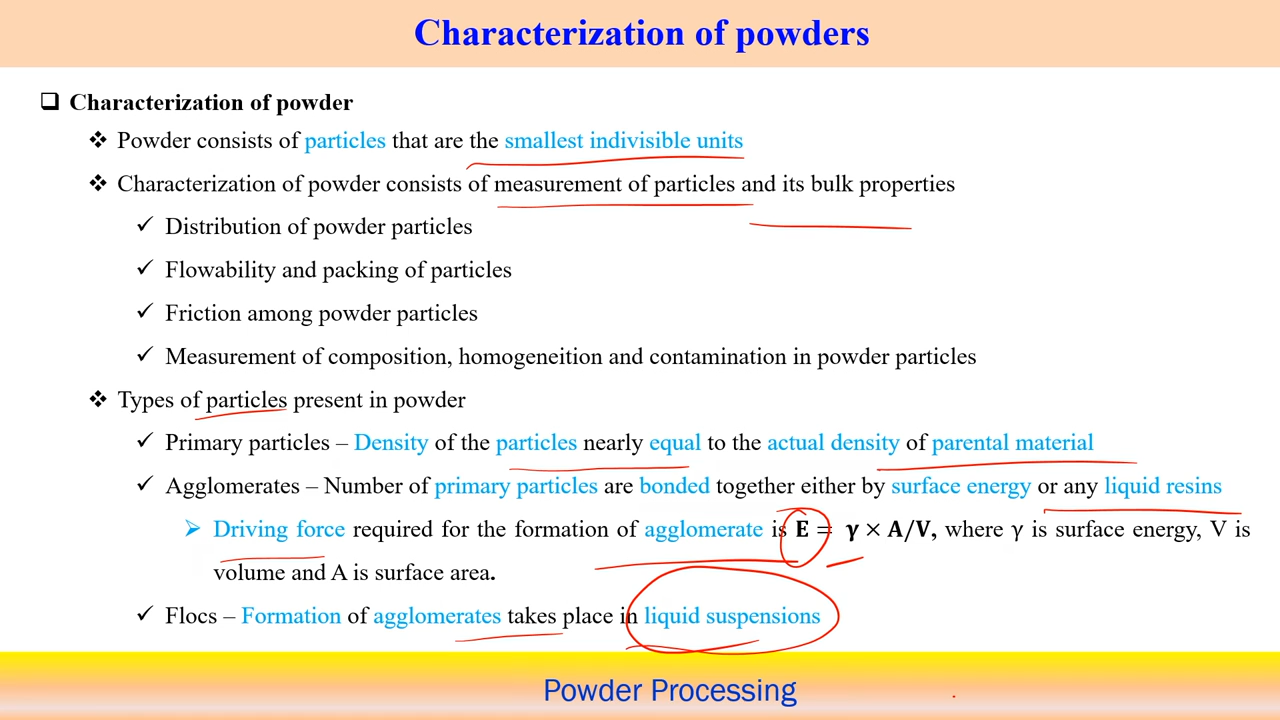 Characterization of powders
Characterization of powder
Powder consists of particles that are the smallest indivisible units
Characterization of powder consists of measurement of particles and its bulk properties
Distribution of powder particles
Flowability and packing of particles
Friction among powder particles
Measurement of composition, homogeneition and contamination in powder particles
Types of particles present in powder
Primary particles – Density of the particles nearly equal to the actual density of parental material
Agglomerates – Number of primary particles are bonded together either by surface energy or any liquid resins
Driving force required for the formation of agglomerate is E = γ × A/V, where γ is surface energy, V is
volume and A is surface area.
Flocs – Formation of agglomerates takes place in liquid suspensions
Powder Processing